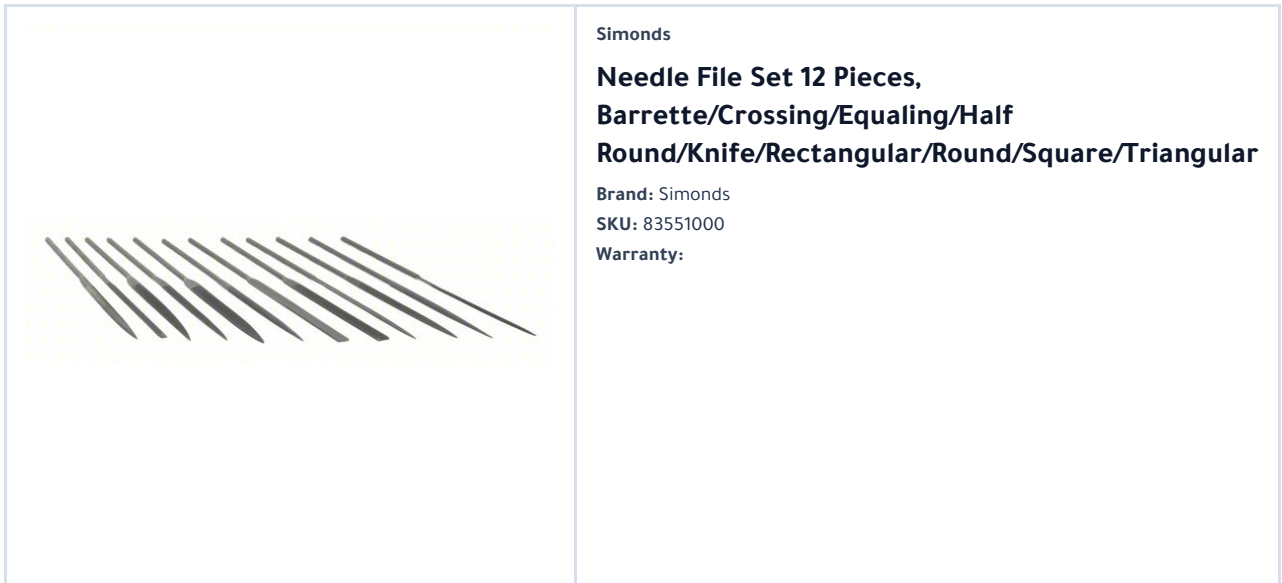 Simonds
Needle File Set 12 Pieces,
Barrette/Crossing/Equaling/Half
Round/Knife/Rectangular/Round/Square/Triangular
Brand: Simonds
SKU: 83551000
Warranty: